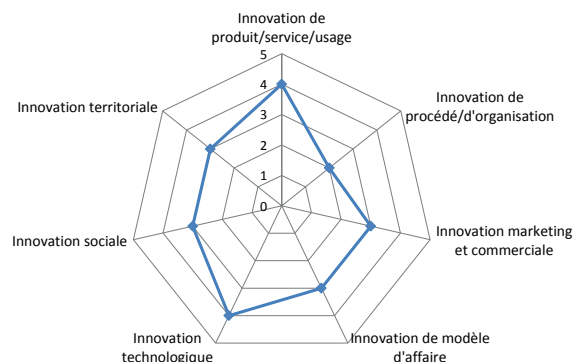 Innovation de
produit/service/usage
5
4
3
2
1
0
Innovation de
procédé/d'organisation
Innovation marketing
et commerciale
Innovation de modèle
d'affaire
Innovation
technologique
Innovation sociale
Innovation territoriale